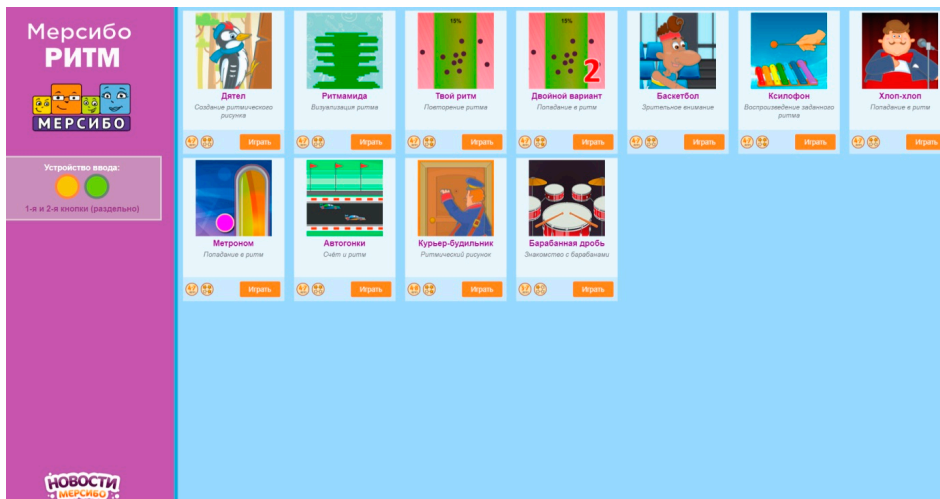 Мерсибо
РИТМ
МЕРСИБО
Устройство ввода:
1-я и 2-я кнопки (раздельно)
НОВОСТИ
МЕРСИБО
15%
Дятел
Создание ритмического
рисунка
Играть
Ритмамида
Визуализация ритма
Играть
Твой ритм
Повторение ритма
Играть
15%
2
Двойной вариант
Попадание в ритм
Играть
Баскетбол
Зрительное внимание
Играть
Ксилофон
Воспроизведение заданного
ритма
Играть
Хлоп-хлоп
Попадание в ритм
Играть
Метроном
Попадание в ритм
Играть
Автогонки
Счёт и ритм
Играть
Курьер-будильник
Ритмический рисунок
Играть
Барабанная дробь
Знакомство с барабанами
Играть